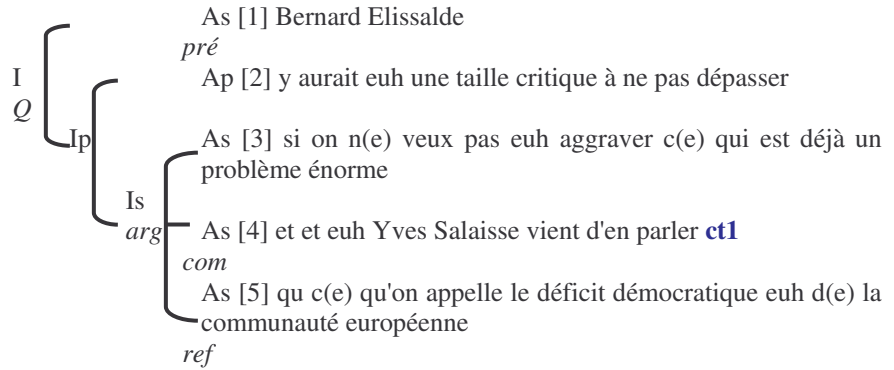 As [1] Bernard Elissalde
pré
I
Ap [2] y aurait euh une taille critique à ne pas dépasser
Q
Ip
As [3] si on n(e) veux pas euh aggraver c(e) qui est déjà un
problème énorme
Is
arg
As [4] et et euh Yves Salaisse vient d'en parler ct1
com
As [5] qu c(e) qu'on appelle le déficit démocratique euh d(e) la
communauté européenne
ref